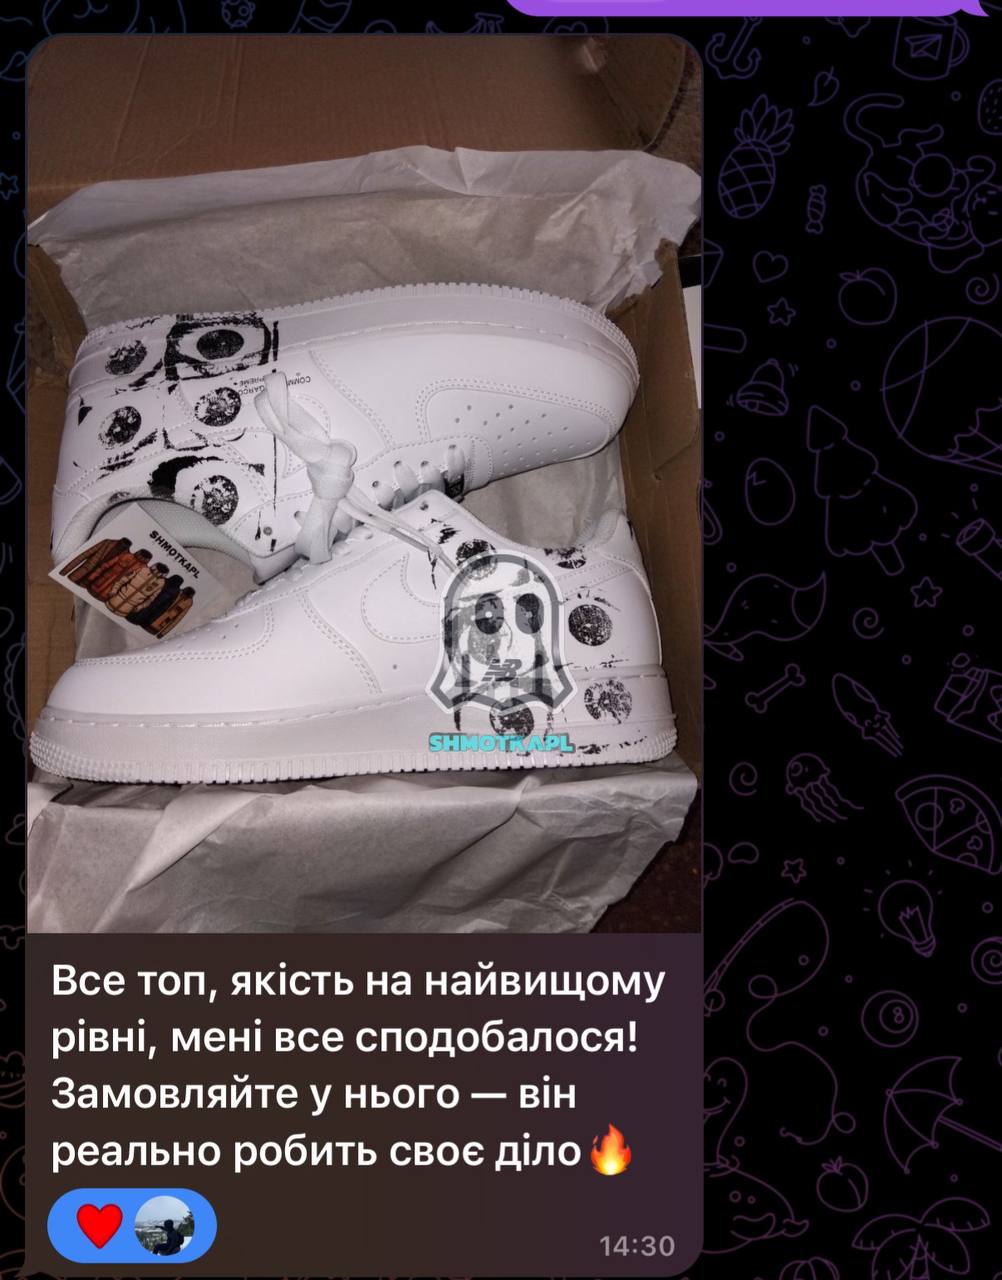 SHMOTKAPL
SHMOTKAPL
Все топ, якість на найвищому
рівні, мені все сподобалося!
Замовляйте у нього — він
реально робить своє діло🔥
14:30